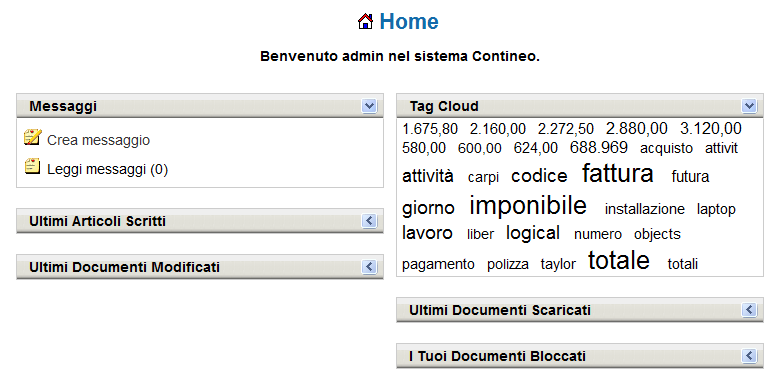 Home
Benvenuto admin nel sistema Contineo.
Messaggi
Crea messaggio
Leggi messaggi (0)
Ultimi Articoli Scritti
Ultimi Documenti Modificati
Tag Cloud
1.675,80 2.160,00 2.272,50 2.880,00 3.120,00
580,00 600,00 624,00 688.969 acquisto attivit
attività carpi codice fattura futura
giorno imponibile installazione laptop
lavoro liber logical numero objects
pagamento polizza taylor totale totali
Ultimi Documenti Scaricati
I Tuoi Documenti Bloccati